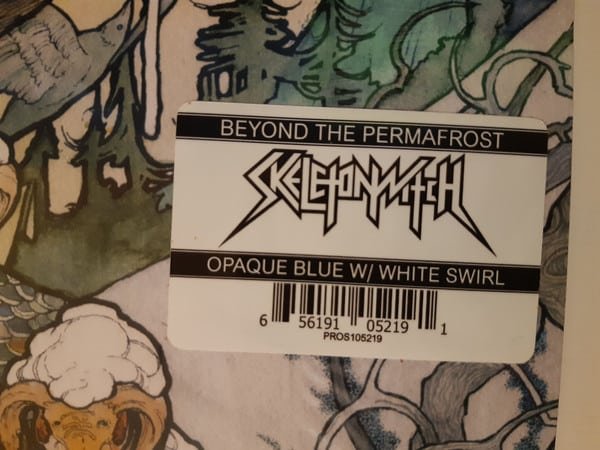 BEYOND THE PERMAFROST
SKELETONWITCH
OPAQUE BLUE W/ WHITE SWIRL
6 56191 05219 1
PROS105219